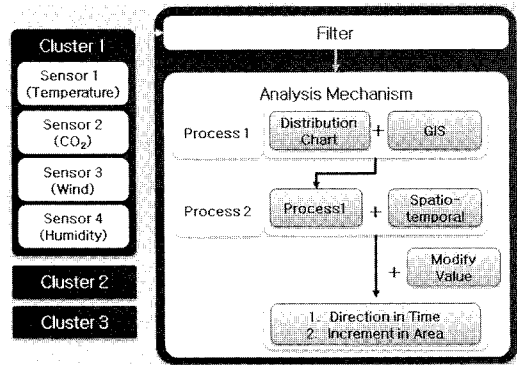 Cluster 1
Sensor 1
(Temperature)
Sensor 2
(CO₂)
Sensor 3
(Wind)
Sensor 4
(Humidity)
Cluster 2
Cluster 3
Filter
Analysis Mechanism
Process 1
Distribution
Chart
+
GIS
Process 2
Process1
+
Spatio-
temporal
+
Modify
Value
1. Direction in Time
2. Increment in Area